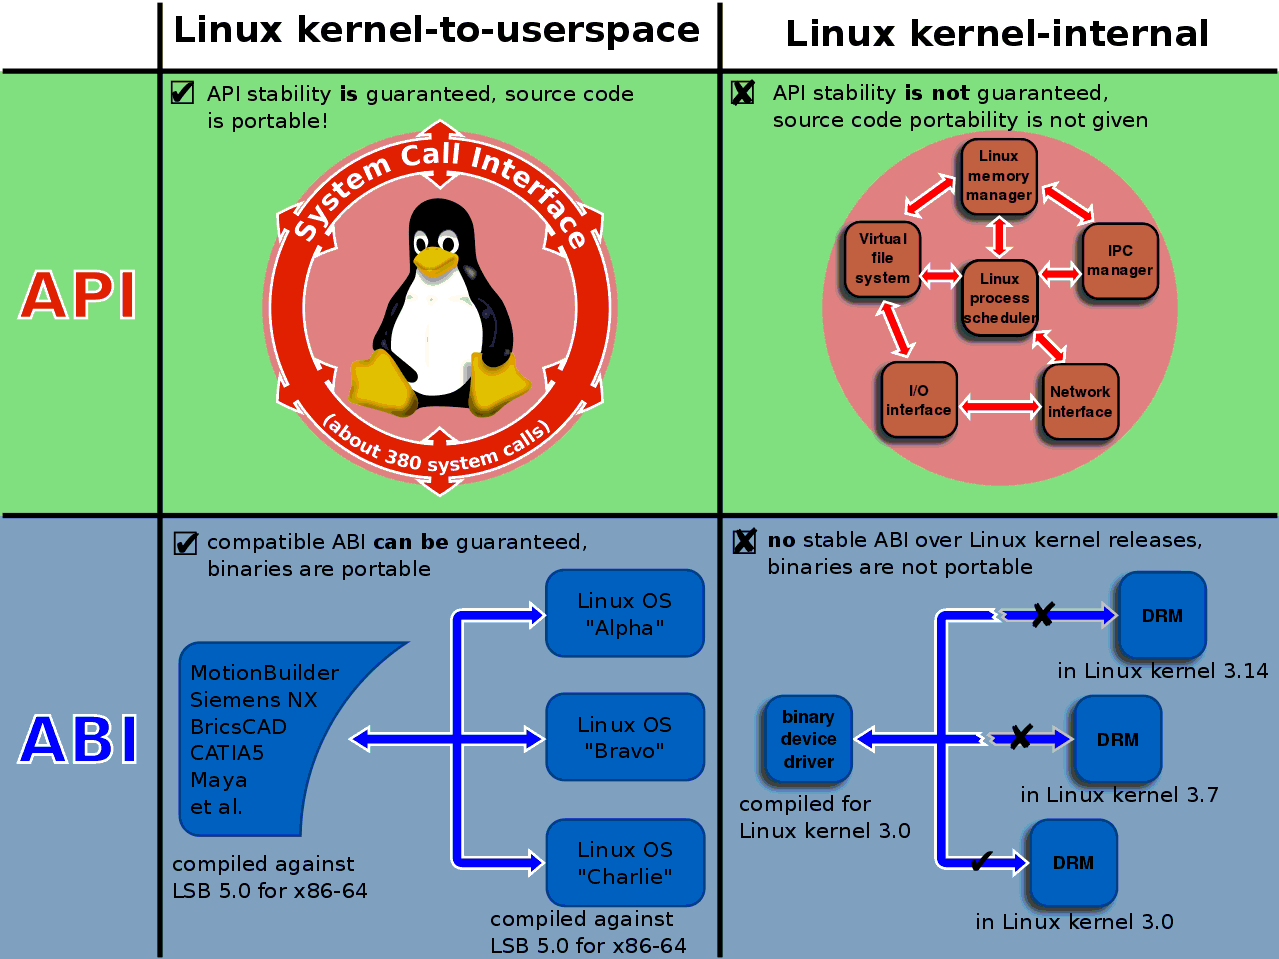 Linux kernel-to-userspace
Linux kernel-internal
API
✔ API stability is guaranteed, source code
is portable!
System Call Interface
(about 380 system calls)
✘ API stability is not guaranteed,
source code portability is not given
Linux
memory
manager
Virtual
file
system
IPC
manager
Linux
process
scheduler
I/O
interface
Network
interface
ABI
✔ compatible ABI can be guaranteed,
binaries are portable
MotionBuilder
Siemens NX
BricsCAD
CATIA5
Maya
et al.
compiled against
LSB 5.0 for x86-64
Linux OS
"Alpha"
Linux OS
"Bravo"
Linux OS
"Charlie"
compiled against
LSB 5.0 for x86-64
✘ no stable ABI over Linux kernel releases,
binaries are not portable
binary
device
driver
compiled for
Linux kernel 3.0
✘
DRM
in Linux kernel 3.14
✘
DRM
in Linux kernel 3.7
✔
DRM
in Linux kernel 3.0